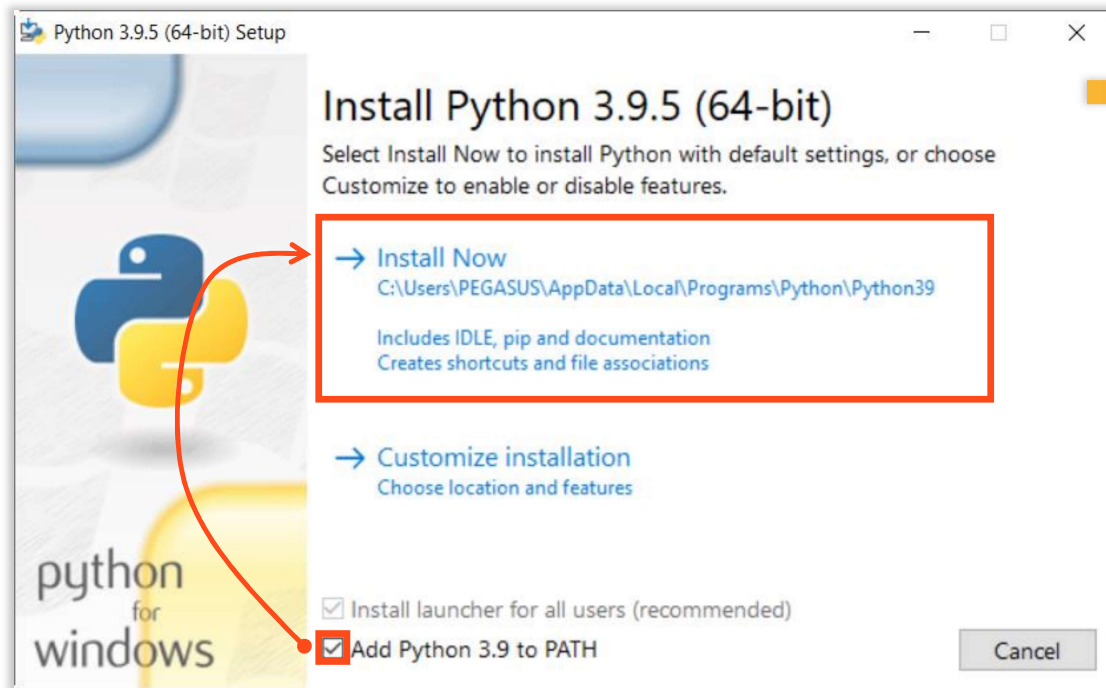 Python 3.9.5 (64-bit) Setup
Install Python 3.9.5 (64-bit)
Select Install Now to install Python with default settings, or choose
Customize to enable or disable features.
Install Now
C:\Users\PEGASUS\AppData\Local\Programs\Python\Python39
Includes IDLE, pip and documentation
Creates shortcuts and file associations
Customize installation
Choose location and features
python
for
windows
Install launcher for all users (recommended)
Add Python 3.9 to PATH
Cancel